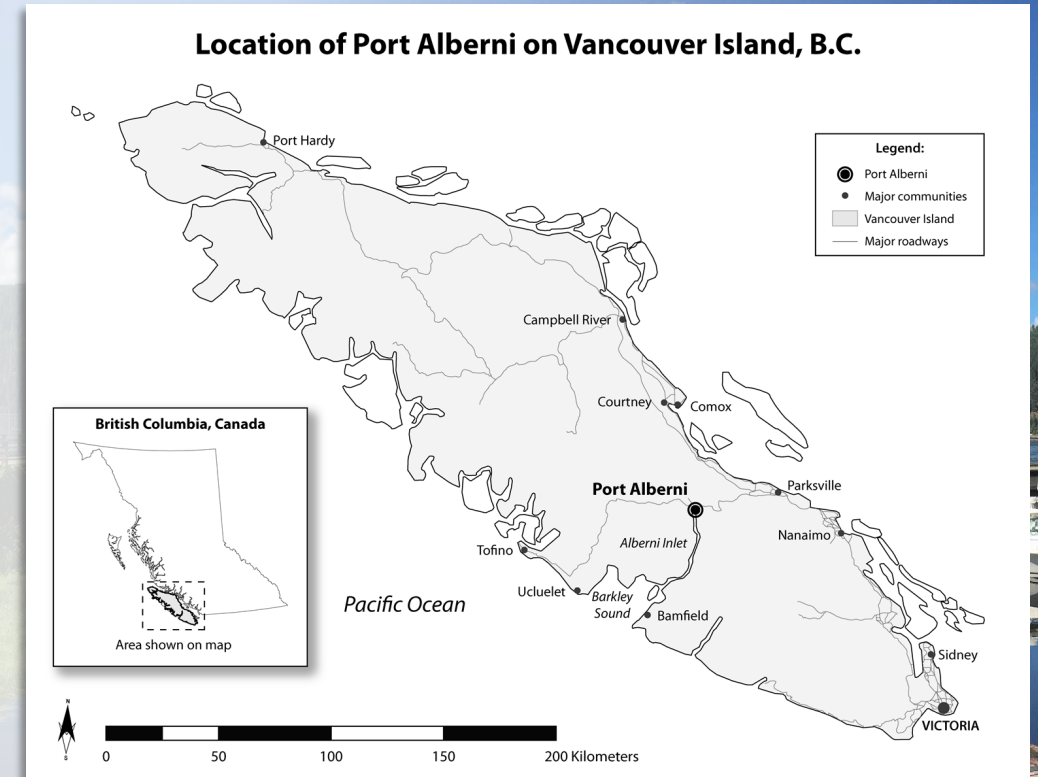 Location of Port Alberni on Vancouver Island, B.C.
Port Hardy
Legend:
Port Alberni
Major communities
Vancouver Island
Major roadways
Campbell River
Courtney
Comox
British Columbia, Canada
Area shown on map
Port Alberni
Parksville
Nanaimo
Alberni Inlet
Tofino
Ucluelet
Barkley
Sound
Bamfield
Pacific Ocean
Sidney
VICTORIA
N
S
0 50 100 150 200 Kilometers